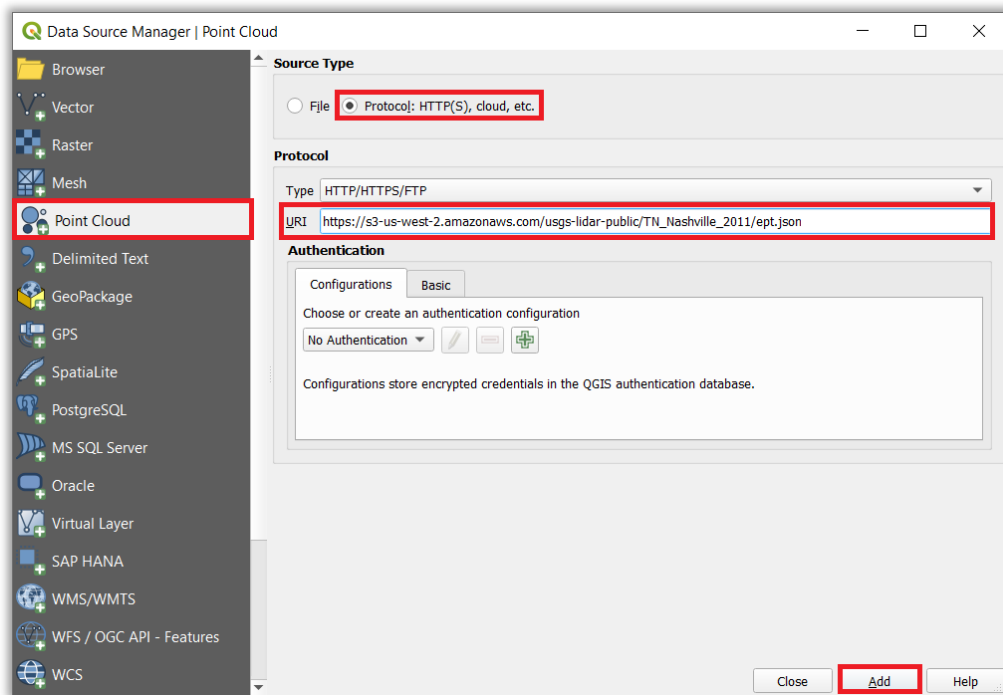 Data Source Manager | Point Cloud
Browser
Vector
Raster
Mesh
Point Cloud
Delimited Text
GeoPackage
GPS
SpatiaLite
PostgreSQL
MS SQL Server
Oracle
Virtual Layer
SAP HANA
WMS/WMTS
WFS / OGC API - Features
WCS
Source Type
File Protocol: HTTP(S), cloud, etc.
Protocol
Type HTTP/HTTPS/FTP
URI https://s3-us-west-2.amazonaws.com/usgs-lidar-public/TN_Nashville_2011/ept.json
Authentication
Configurations Basic
Choose or create an authentication configuration
No Authentication
Configurations store encrypted credentials in the QGIS authentication database.
Close Add Help